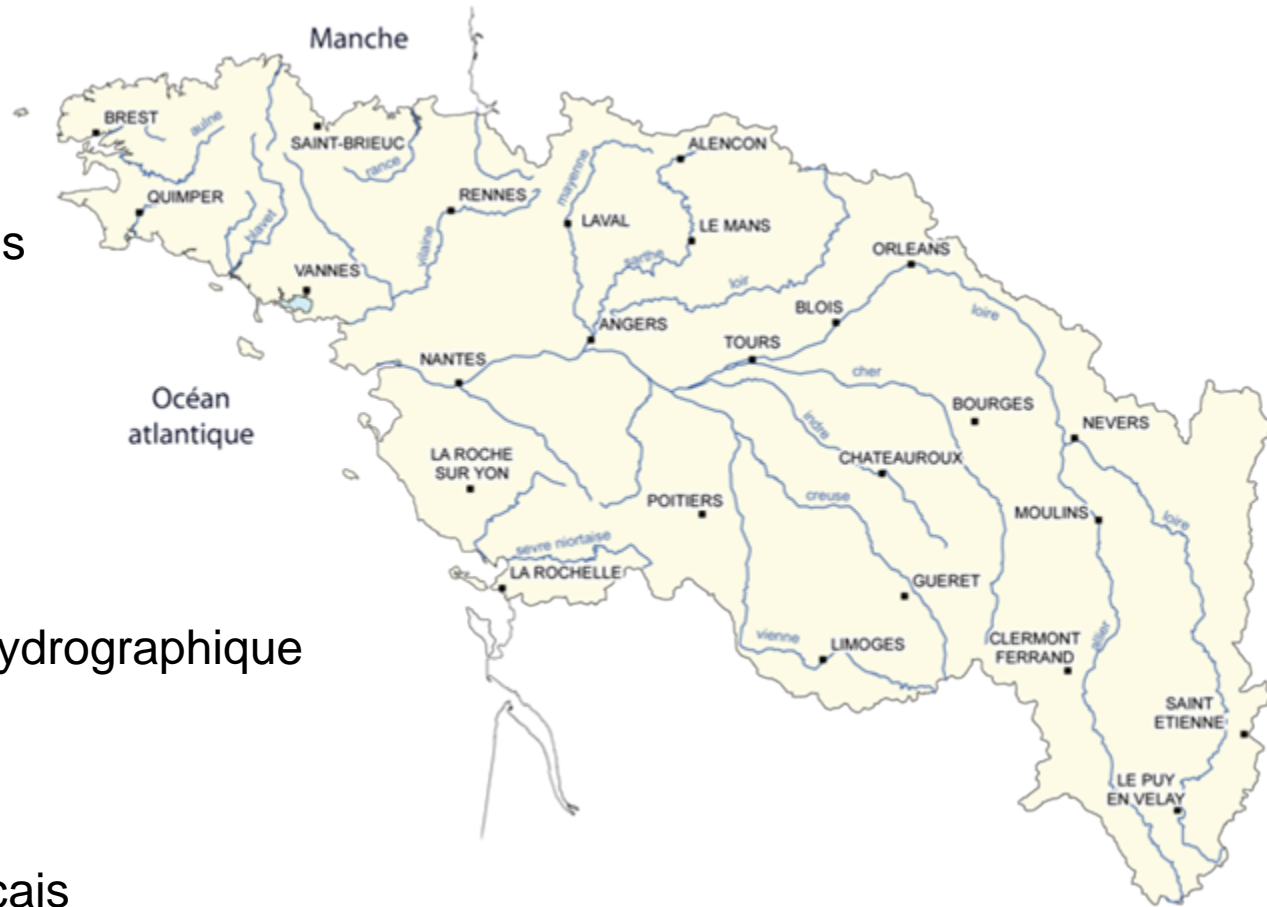 Manche
BREST
aulne
SAINT-BRIEUC
rance
ALENCON
mayenne
QUIMPER
RENNES
LAVAL
LE MANS
blavet
vilaine
sarthe
s
ORLEANS
VANNES
loir
BLOIS
loire
ANGERS
TOURS
NANTES
cher
Océan
atlantique
BOURGES
NEVERS
indre
LA ROCHE
SUR YON
CHATEAUROUX
creuse
POITIERS
MOULINS
loire
sevre niortaise
LA ROCHELLE
GUERET
ydrographique
vienne
LIMOGES
CLERMONT
FERRAND
allier
SAINT
ETIENNE
LE PUY
EN VELAY
çais